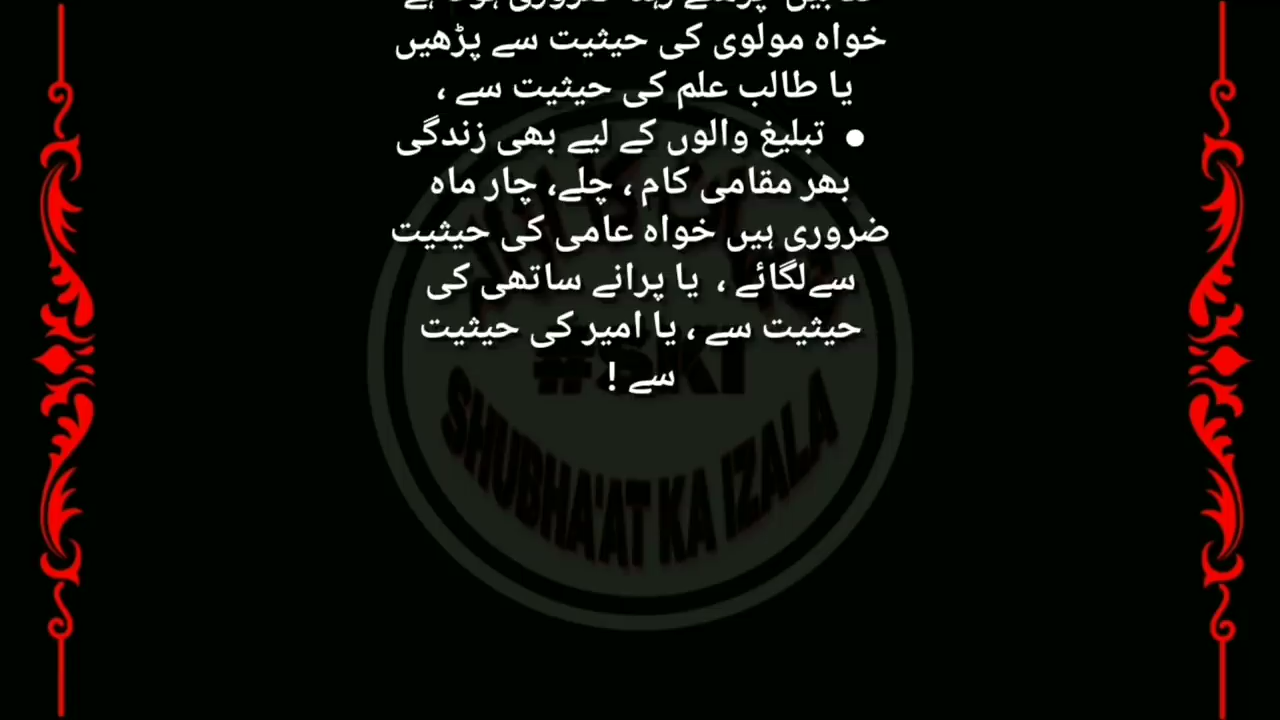 خواہ مولوی کی حیثیت سے پڑھیں
یا طالب علم کی حیثیت سے ،
• تبلیغ والوں کے لیے بھی زندگی
بھر مقامی کام ، چلے، چار ماہ
ضروری ہیں خواہ عامی کی حیثیت
سےلگائے ، یا پرانے ساتھی کی
حیثیت سے ، یا امیر کی حیثیت
سے !
#SKI
SHUBHA'AT KA IZALA